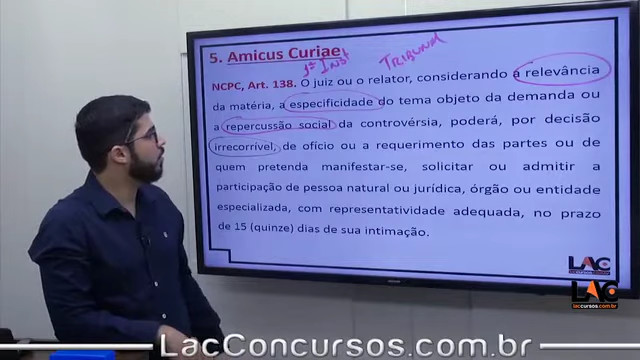 5. Amicus Curiae
1ª Inst
Tribunal
NCPC, Art. 138. O juiz ou o relator, considerando a relevância
da matéria, a especificidade do tema objeto da demanda ou
a repercussão social da controvérsia, poderá, por decisão
irrecorrível, de ofício ou a requerimento das partes ou de
quem pretenda manifestar-se, solicitar ou admitir a
participação de pessoa natural ou jurídica, órgão ou entidade
especializada, com representatividade adequada, no prazo
de 15 (quinze) dias de sua intimação.
LAC
LAC
lacconcursos.com.br
LacConcursos.com.br